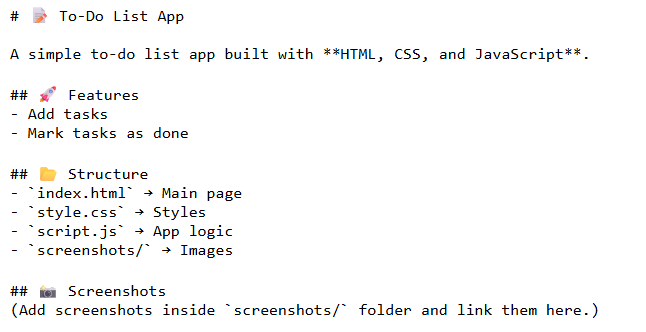 # 📝 To-Do List App
A simple to-do list app built with **HTML, CSS, and JavaScript**.
## 🚀 Features
- Add tasks
- Mark tasks as done
## 📂 Structure
- `index.html` → Main page
- `style.css` → Styles
- `script.js` → App logic
- `screenshots/` → Images
## 📸 Screenshots
(Add screenshots inside `screenshots/` folder and link them here.)